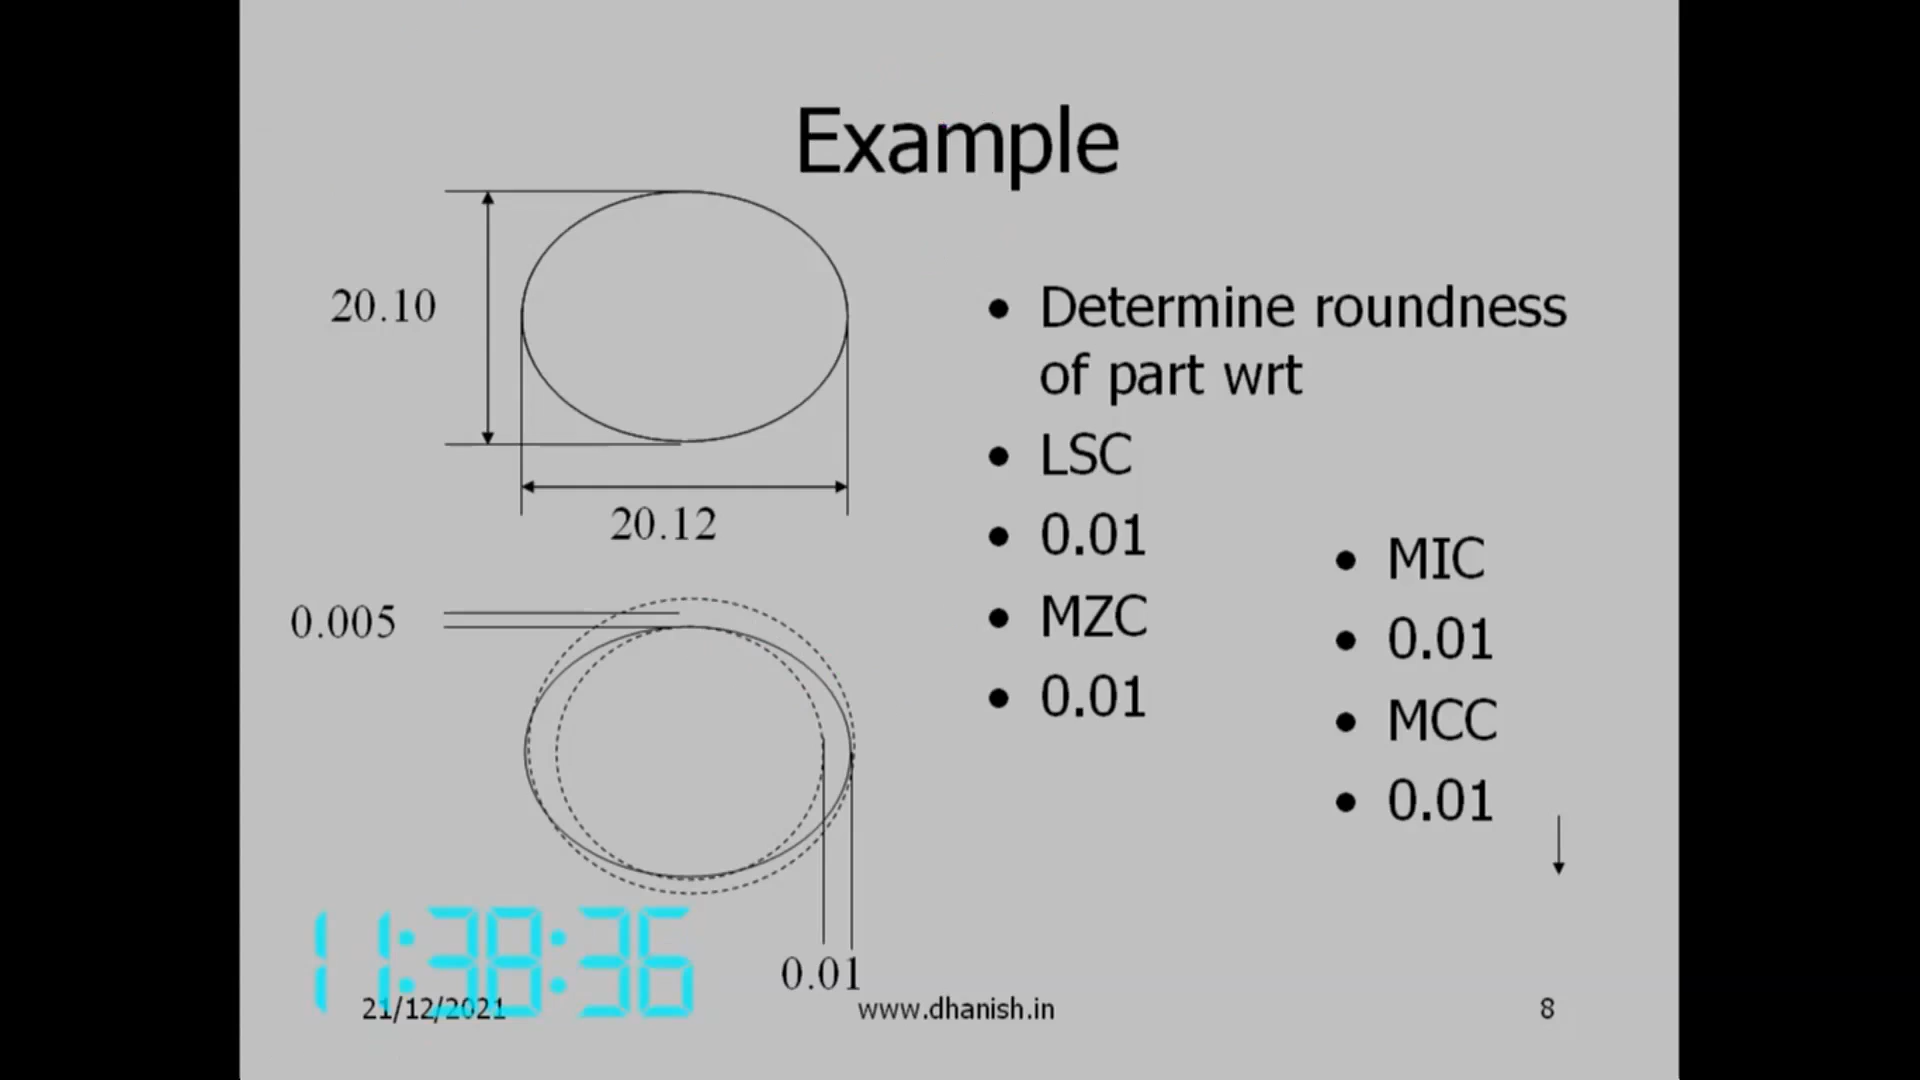 Example
20.10
20.12
0.005
0.01
• Determine roundness
of part wrt
• LSC
• 0.01
• MZC
• 0.01
• MIC
• 0.01
• MCC
• 0.01
11:38:36
21/12/2021
www.dhanish.in
8